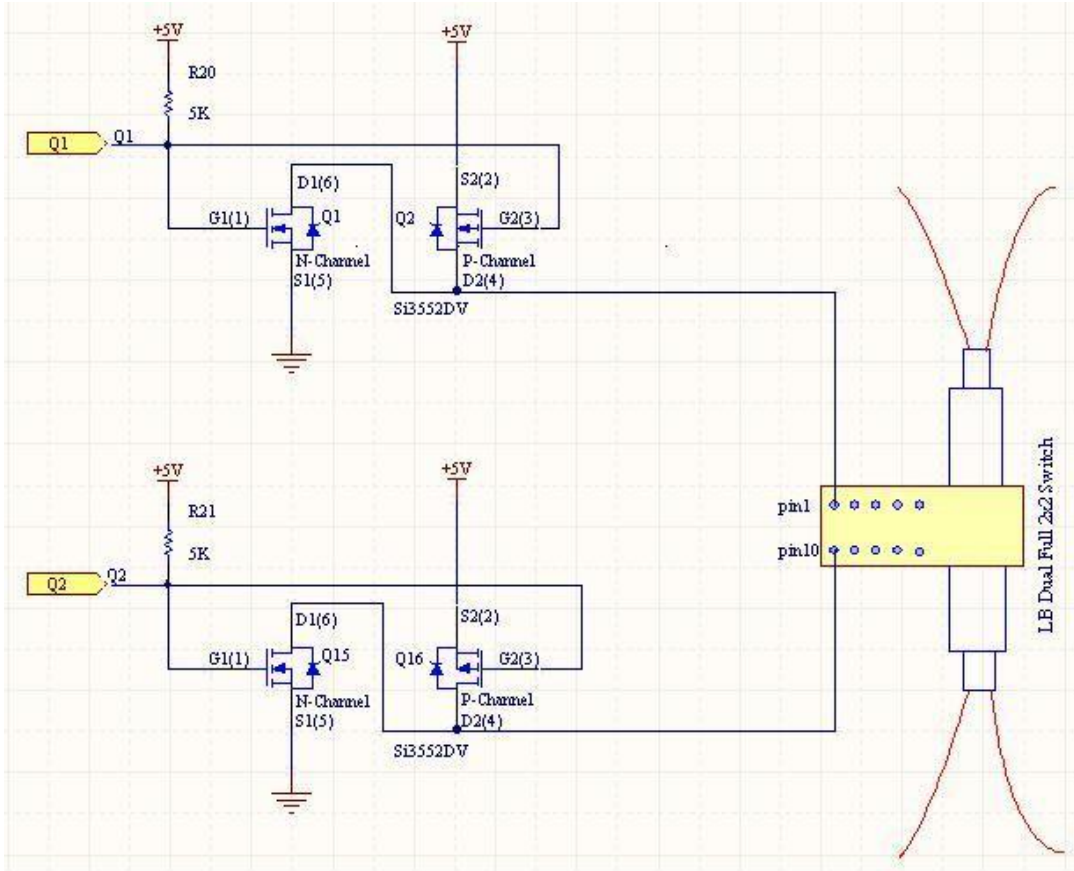 +5V
+5V
R20
5K
Q1
Q1
D1(6)
S2(2)
G1(1)
Q1
Q2
G2(3)
N-Channel
S1(5)
P-Channel
D2(4)
Si3552DV
+5V
+5V
R21
5K
Q2
Q2
D1(6)
S2(2)
G1(1)
Q15
Q16
G2(3)
N-Channel
S1(5)
P-Channel
D2(4)
Si3552DV
pin1
pin10
LB Dual Full 2x2 Switch